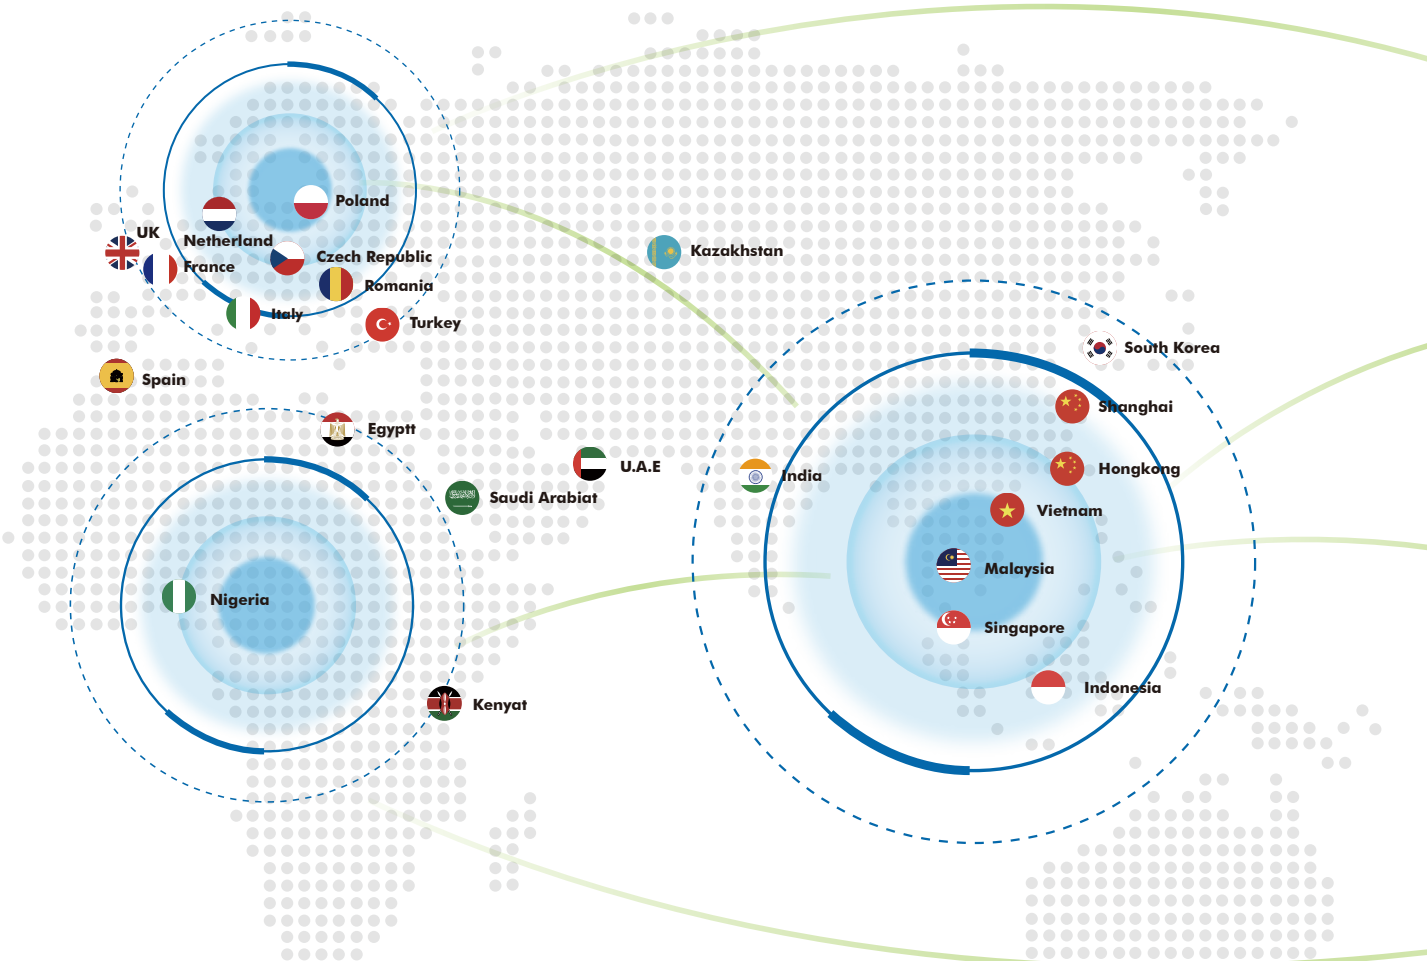 Poland
UK
Netherland
Czech Republic
France
Romania
Italy
Turkey
Spain
Kazakhstan
South Korea
Shanghai
Egyptt
U.A.E
India
Hongkong
Saudi Arabiat
Vietnam
Malaysia
Nigeria
Singapore
Indonesia
Kenyat